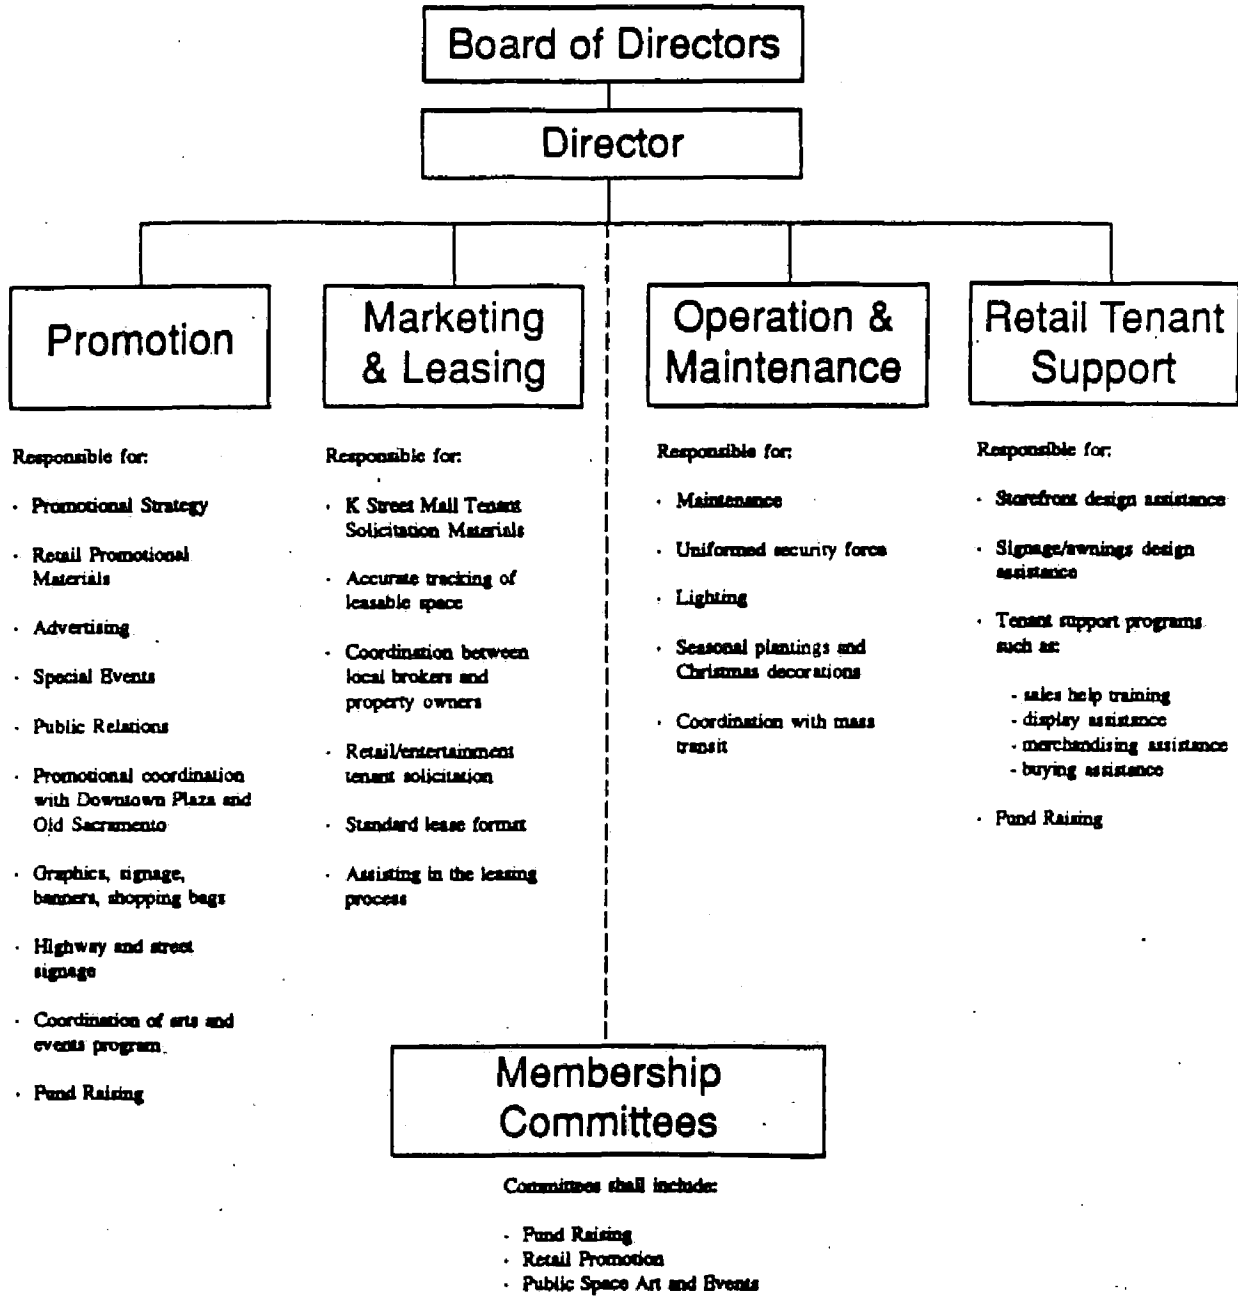 Board of Directors
Director
Promotion
Marketing
& Leasing
Operation &
Maintenance
Retail Tenant
Support
Responsible for:
· Promotional Strategy
· Retail Promotional
Materials
· Advertising
· Special Events
· Public Relations
· Promotional coordination
with Downtown Plaza and
Old Sacramento
· Graphics, signage,
banners, shopping bags
· Highway and street
signage
· Coordination of arts and
events program
· Fund Raising
Responsible for:
· K Street Mall Tenant
Solicitation Materials
· Accurate tracking of
leasable space
· Coordination between
local brokers and
property owners
· Retail/entertainment
tenant solicitation
· Standard lease format
· Assisting in the leasing
process
Responsible for:
· Maintenance
· Uniformed security force
· Lighting
· Seasonal plantings and
Christmas decorations
· Coordination with mass
transit
Responsible for:
· Storefront design assistance
· Signage/awnings design
assistance
· Tenant support programs
such as:
- sales help training
- display assistance
- merchandising assistance
- buying assistance
· Fund Raising
Membership
Committees
Committees shall include:
· Fund Raising
· Retail Promotion
· Public Space Art and Events